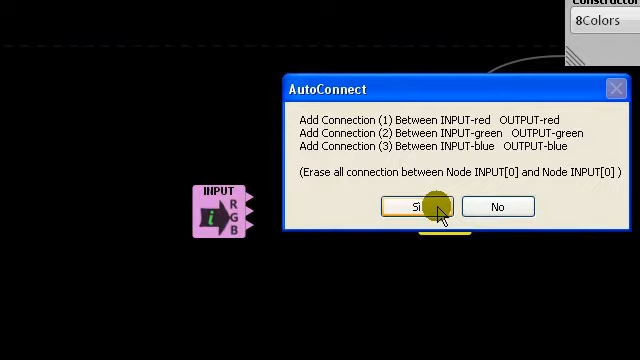 Constructor
8Colors
AutoConnect
Add Connection (1) Between INPUT-red OUTPUT-red
Add Connection (2) Between INPUT-green OUTPUT-green
Add Connection (3) Between INPUT-blue OUTPUT-blue
(Erase all connection between Node INPUT[0] and Node INPUT[0] )
Sì
No
INPUT
R
G
B
i